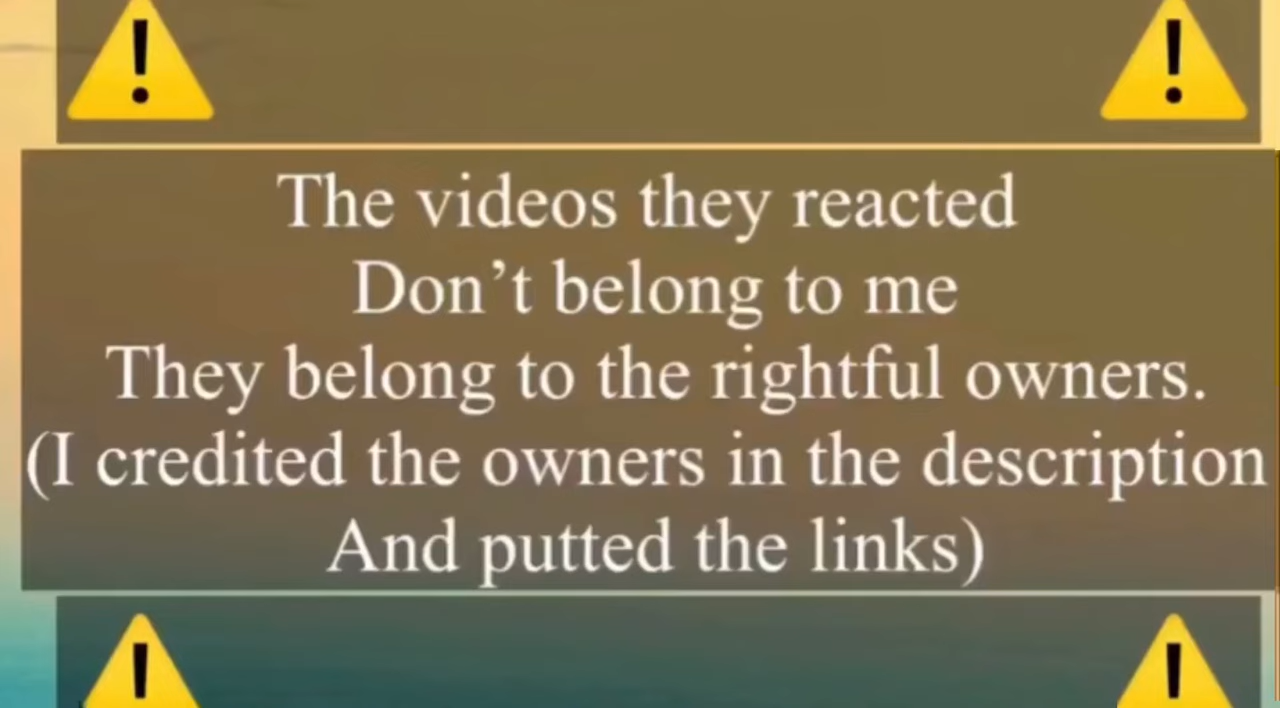 The videos they reacted
Don’t belong to me
They belong to the rightful owners.
(I credited the owners in the description
And putted the links)